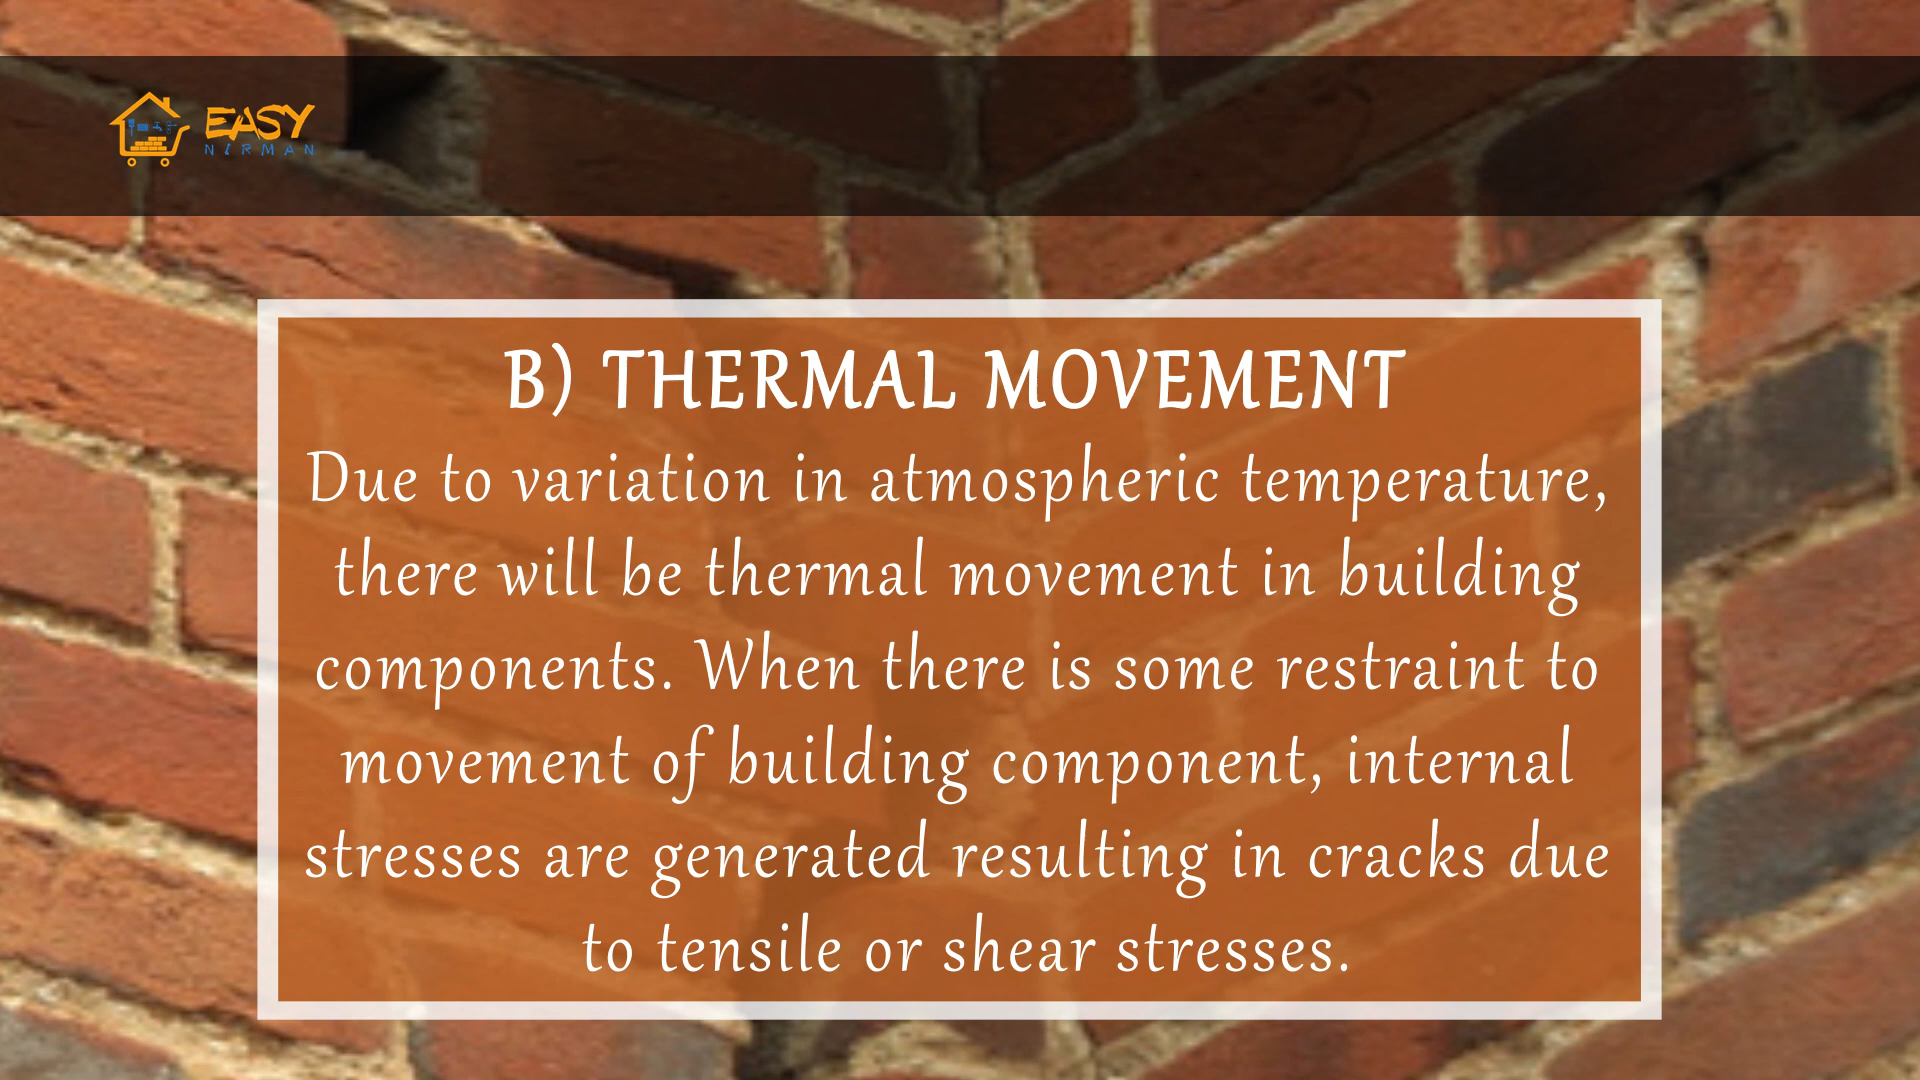 EASY
NIRMAN
B) THERMAL MOVEMENT
Due to variation in atmospheric temperature,
there will be thermal movement in building
components. When there is some restraint to
movement of building component, internal
stresses are generated resulting in cracks due
to tensile or shear stresses.